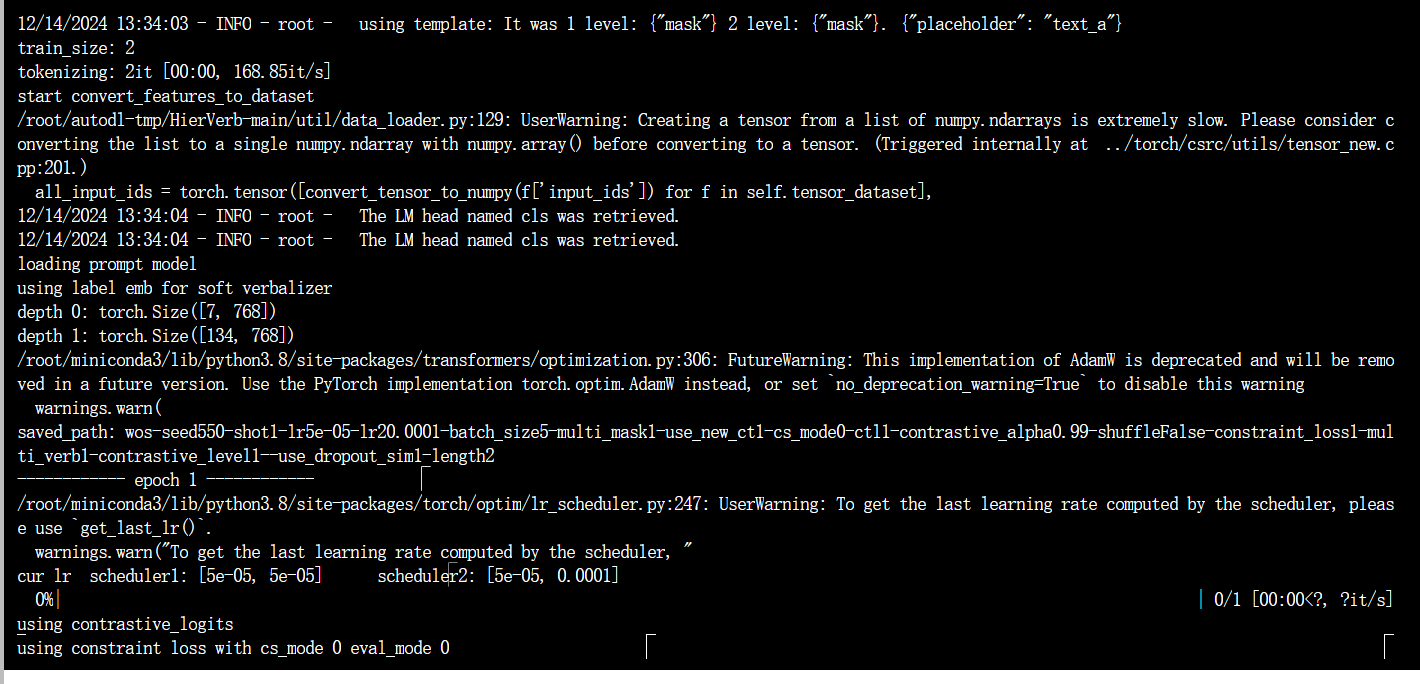 12/14/2024 13:34:03 - INFO - root -   using template: It was 1 level: {"mask"} 2 level: {"mask"}. {"placeholder": "text_a"}
train_size: 2
tokenizing: 2it [00:00, 168.85it/s]
start convert_features_to_dataset
/root/autodl-tmp/HierVerb-main/util/data_loader.py:129: UserWarning: Creating a tensor from a list of numpy.ndarrays is extremely slow. Please consider c
onverting the list to a single numpy.ndarray with numpy.array() before converting to a tensor. (Triggered internally at  ../torch/csrc/utils/tensor_new.c
pp:201.)
  all_input_ids = torch.tensor([convert_tensor_to_numpy(f['input_ids']) for f in self.tensor_dataset],
12/14/2024 13:34:04 - INFO - root -   The LM head named cls was retrieved.
12/14/2024 13:34:04 - INFO - root -   The LM head named cls was retrieved.
loading prompt model
using label emb for soft verbalizer
depth 0: torch.Size([7, 768])
depth 1: torch.Size([134, 768])
/root/miniconda3/lib/python3.8/site-packages/transformers/optimization.py:306: FutureWarning: This implementation of AdamW is deprecated and will be remo
ved in a future version. Use the PyTorch implementation torch.optim.AdamW instead, or set `no_deprecation_warning=True` to disable this warning
  warnings.warn(
saved_path: wos-seed550-shot1-lr5e-05-lr20.0001-batch_size5-multi_mask1-use_new_ct1-cs_mode0-ctl1-contrastive_alpha0.99-shuffleFalse-constraint_loss1-mul
ti_verb1-contrastive_level1--use_dropout_sim1-length2
------------ epoch 1 ------------
/root/miniconda3/lib/python3.8/site-packages/torch/optim/lr_scheduler.py:247: UserWarning: To get the last learning rate computed by the scheduler, pleas
e use `get_last_lr()`.
  warnings.warn("To get the last learning rate computed by the scheduler, "
cur lr  scheduler1: [5e-05, 5e-05]      scheduler2: [5e-05, 0.0001]
  0%|                                                                                  | 0/1 [00:00<?, ?it/s]
using contrastive_logits
using constraint loss with cs_mode 0 eval_mode 0